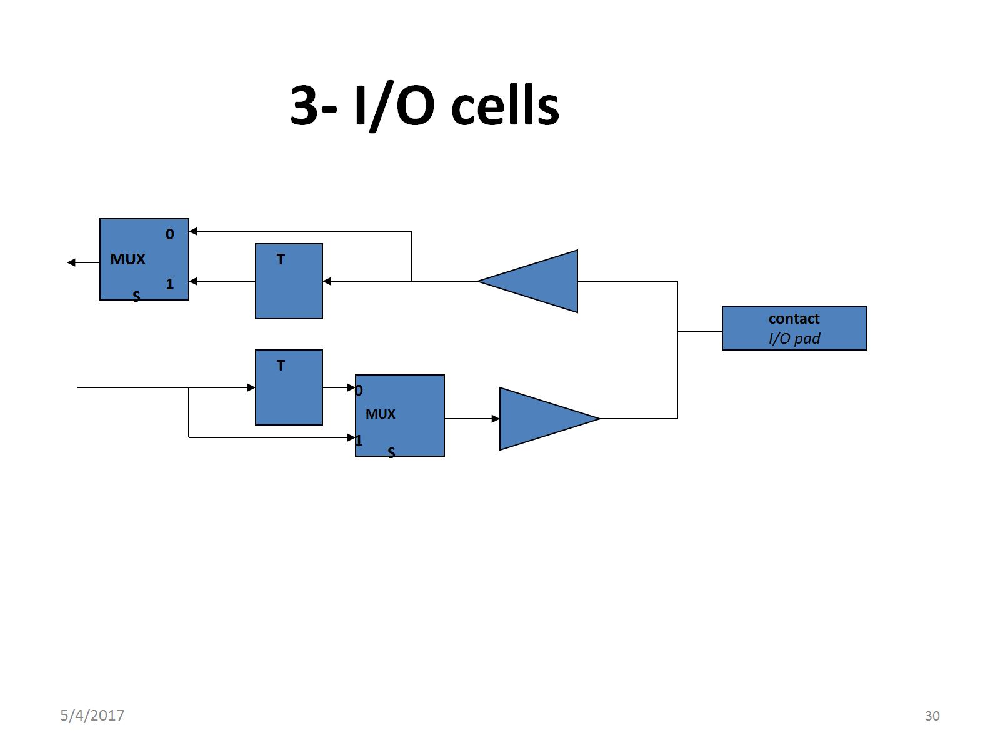 3- I/O cells
0
MUX
1
S
T
contact
I/O pad
T
0
MUX
1
S
5/4/2017
30